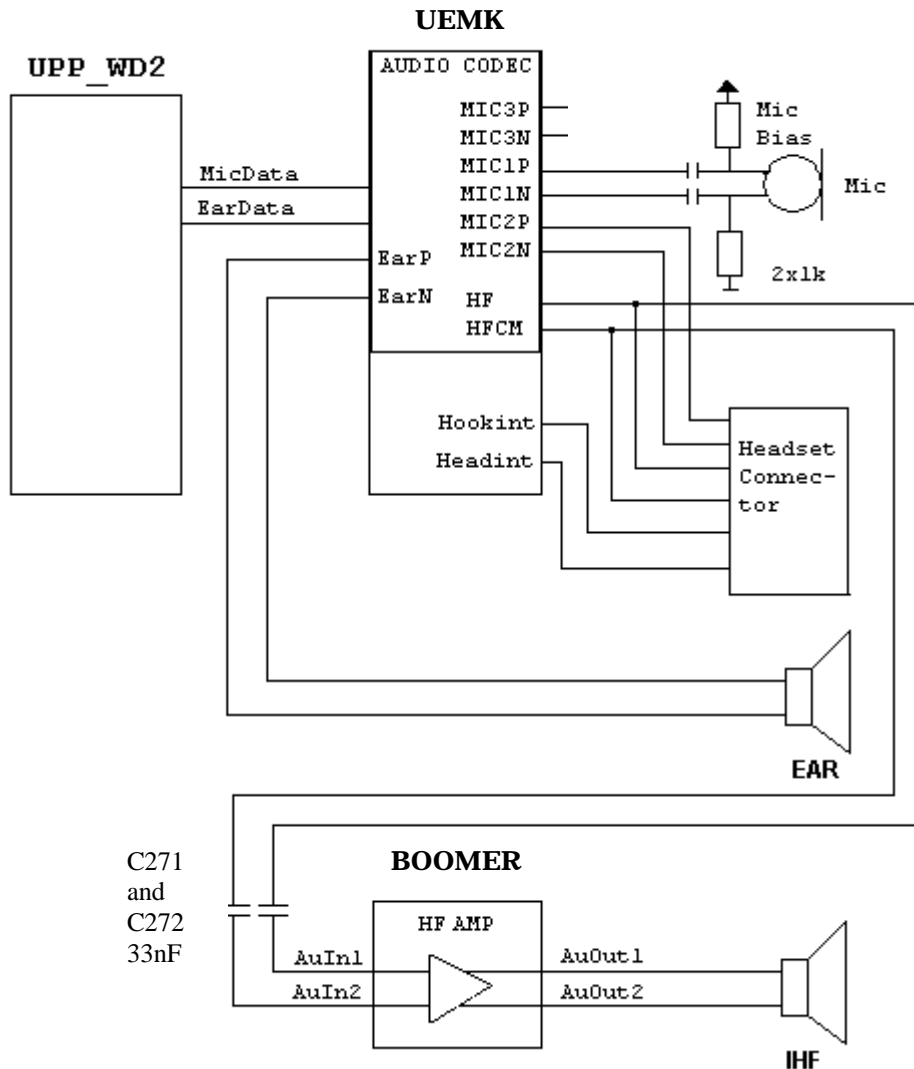 UEMK
UPP_WD2
AUDIO CODEC
MIC3P
MIC3N
MIC1P
MIC1N
MIC2P
MIC2N
EarP
EarN
HF
HFCM
Hookint
Headint
MicData
EarData
Mic
Bias
Mic
2x1k
Headset
Connec-
tor
EAR
C271
and
C272
33nF
BOOMER
HF AMP
AuIn1
AuIn2
AuOut1
AuOut2
IHF